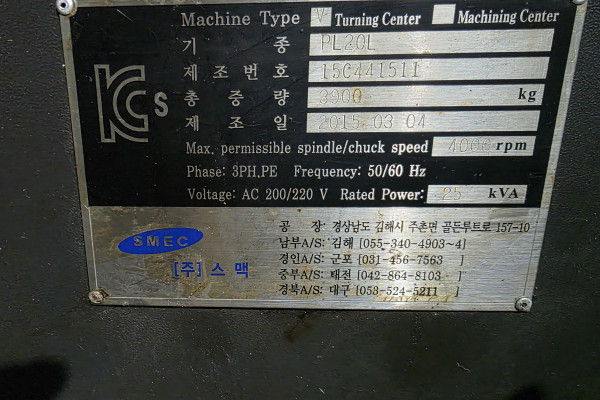 Machine Type V Turning Center Machining Center
기 종 PL20L
제조번호 15C441511
총 중 량 3900 kg
제 조 일 2015.03 04
Max. permissible spindle/chuck speed 4000 rpm
Phase: 3PH,PE Frequency: 50/60 Hz
Voltage: AC 200/220 V Rated Power: 25 kVA
KCs
SMEC
[주] 스 맥
공 장: 경상남도 김해시 주촌면 골든루트로 157-10
남부A/S: 김해 [055-340-4903~4]
경인A/S: 군포 [031-456-7563 ]
중부A/S: 대전 [042-864-8103 ]
경북A/S: 대구 [053-524-5211 ]